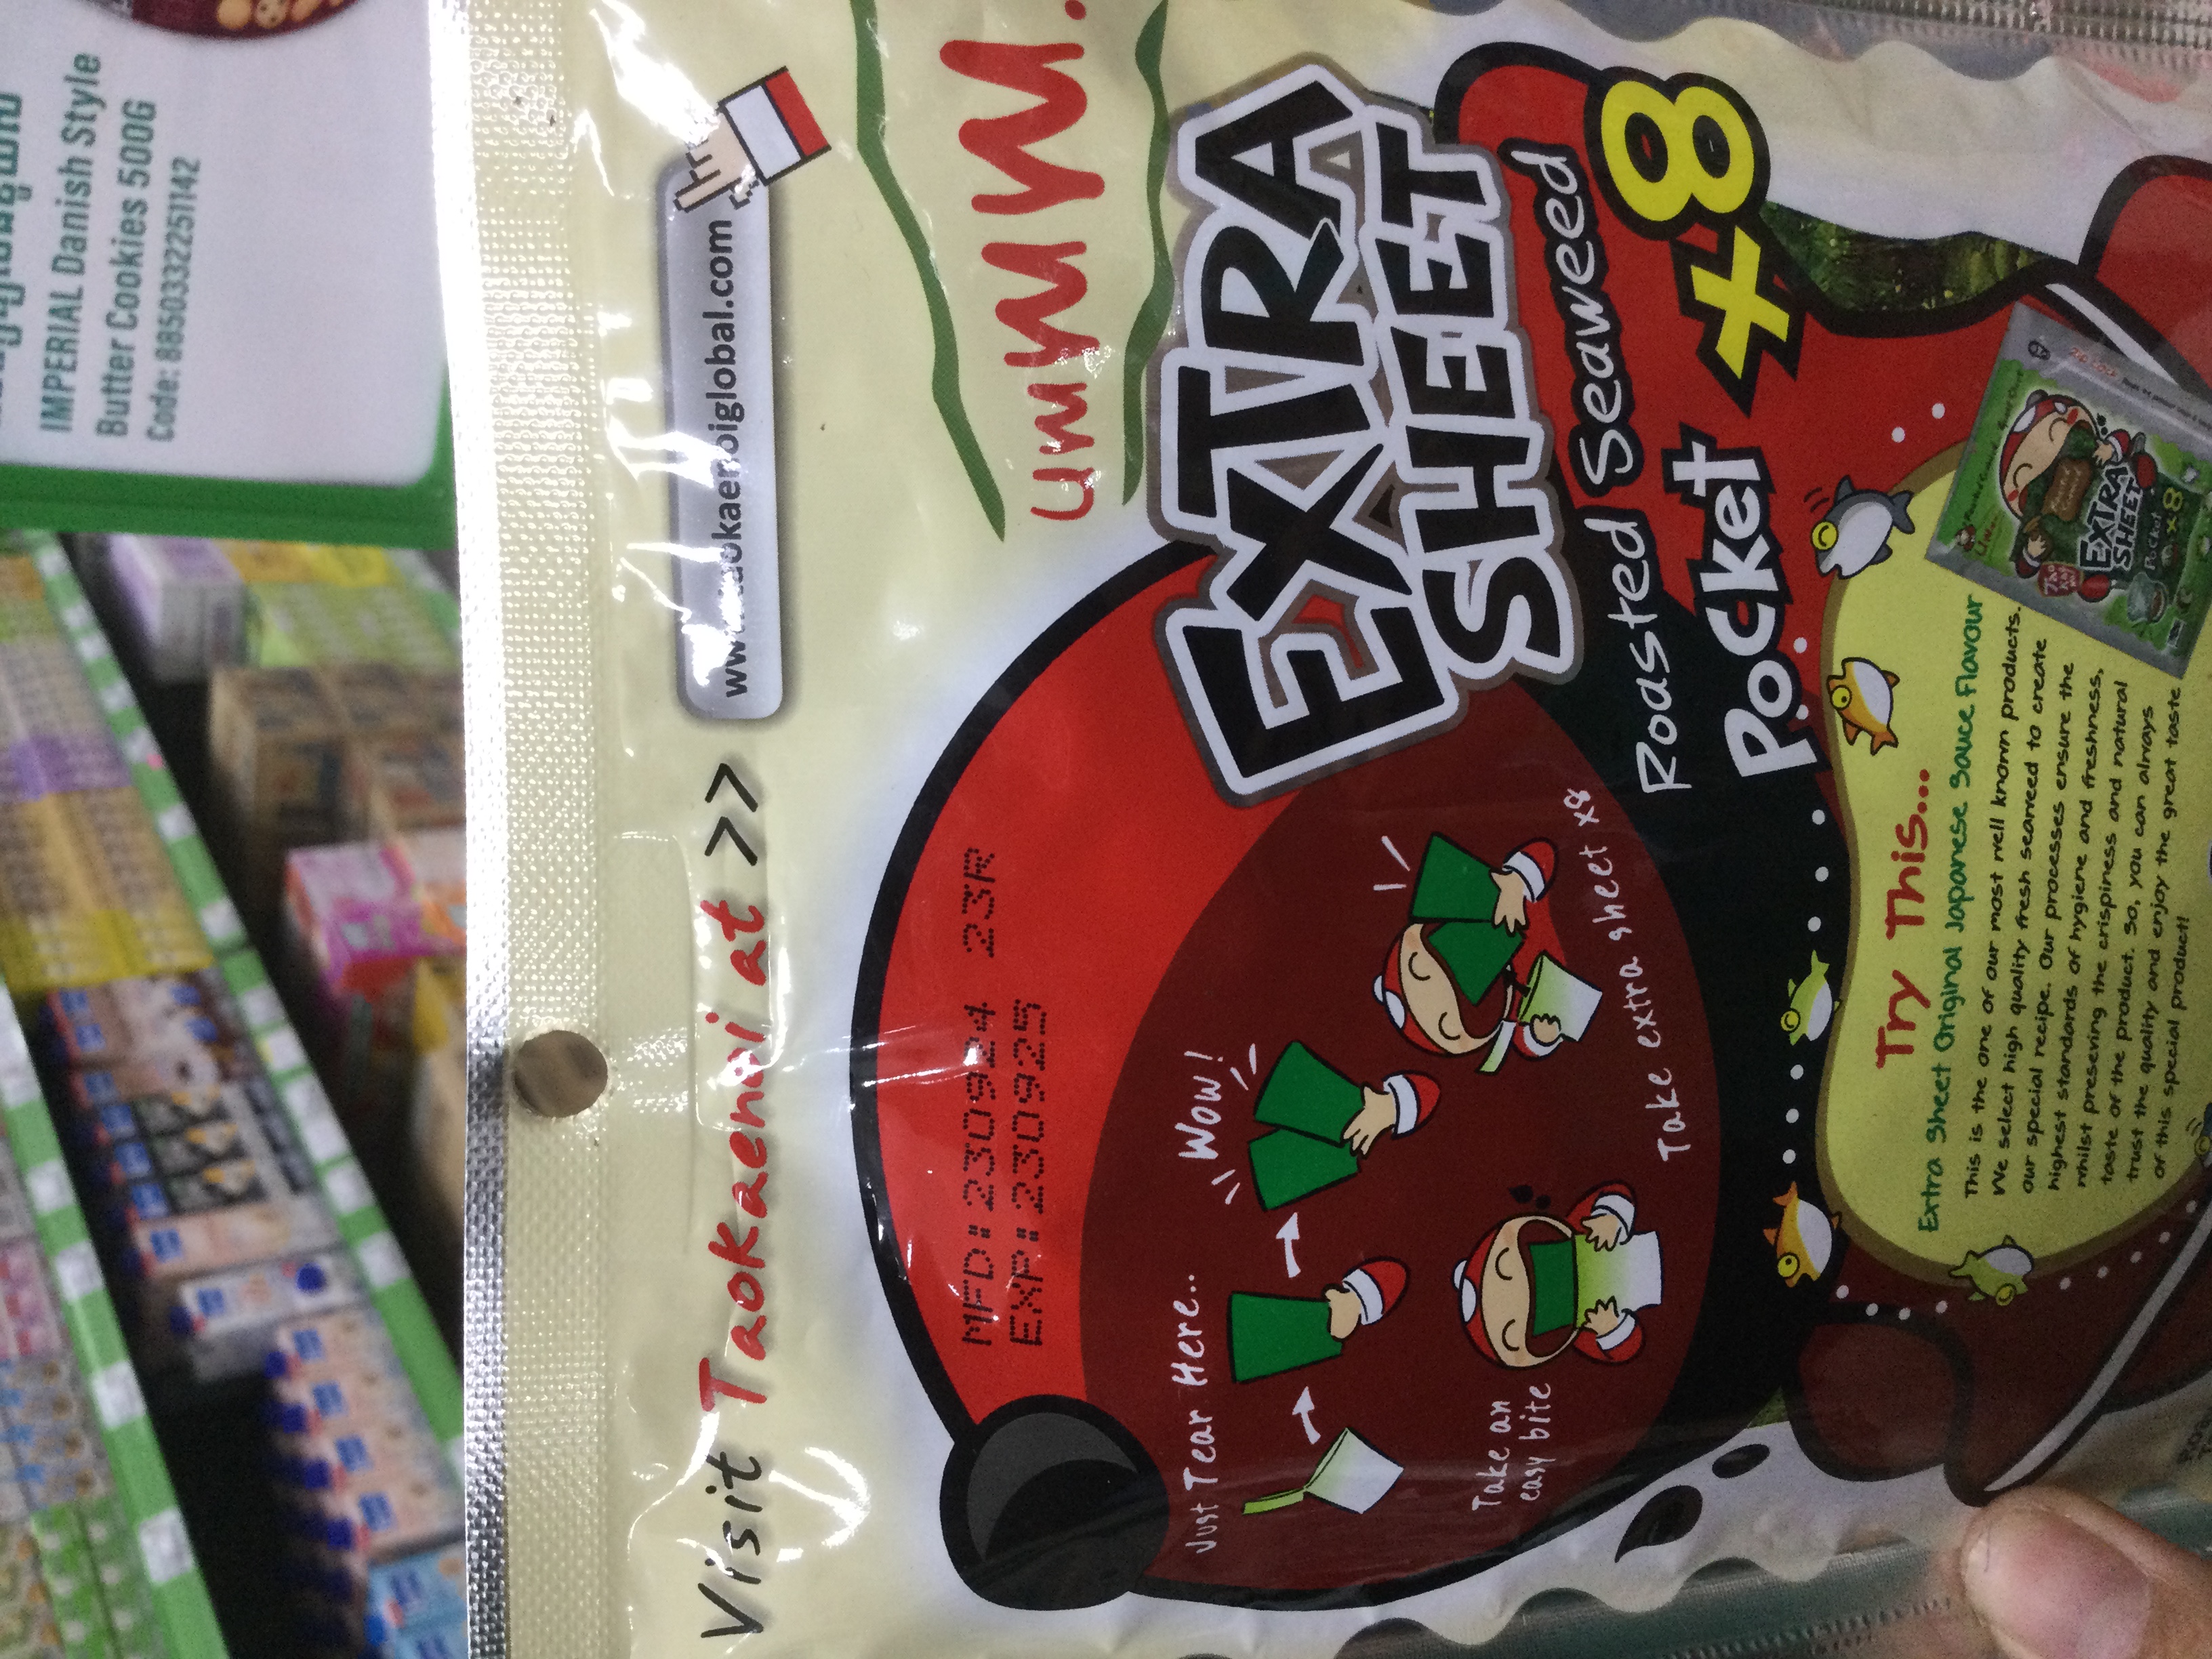 IMPERIAL Danish Style
Butter Cookies 500G
Code: 8850332251142
Visit Taokaenoi at >>
www.taokaenoiglobal.com
UmMM.
MFD:230924 23R
EXP:230925
EXTRA
SHEET
Roasted Seaweed
Pocket x8
Just Tear Here..
Wow!
Take an
easy bite
Take extra sheet x8
Try This...
Extra Sheet Original Japanese Sauce Flavour
This is the one of our most well known products.
We select high quality fresh seaweed to create
our special recipe. Our processes ensure the
highest standards of hygiene and freshness,
whilst preserving the crispiness and natural
taste of the product. So, you can always
trust the quality and enjoy the great taste
of this special product!
EXTRA
SHEET
Pocket x8